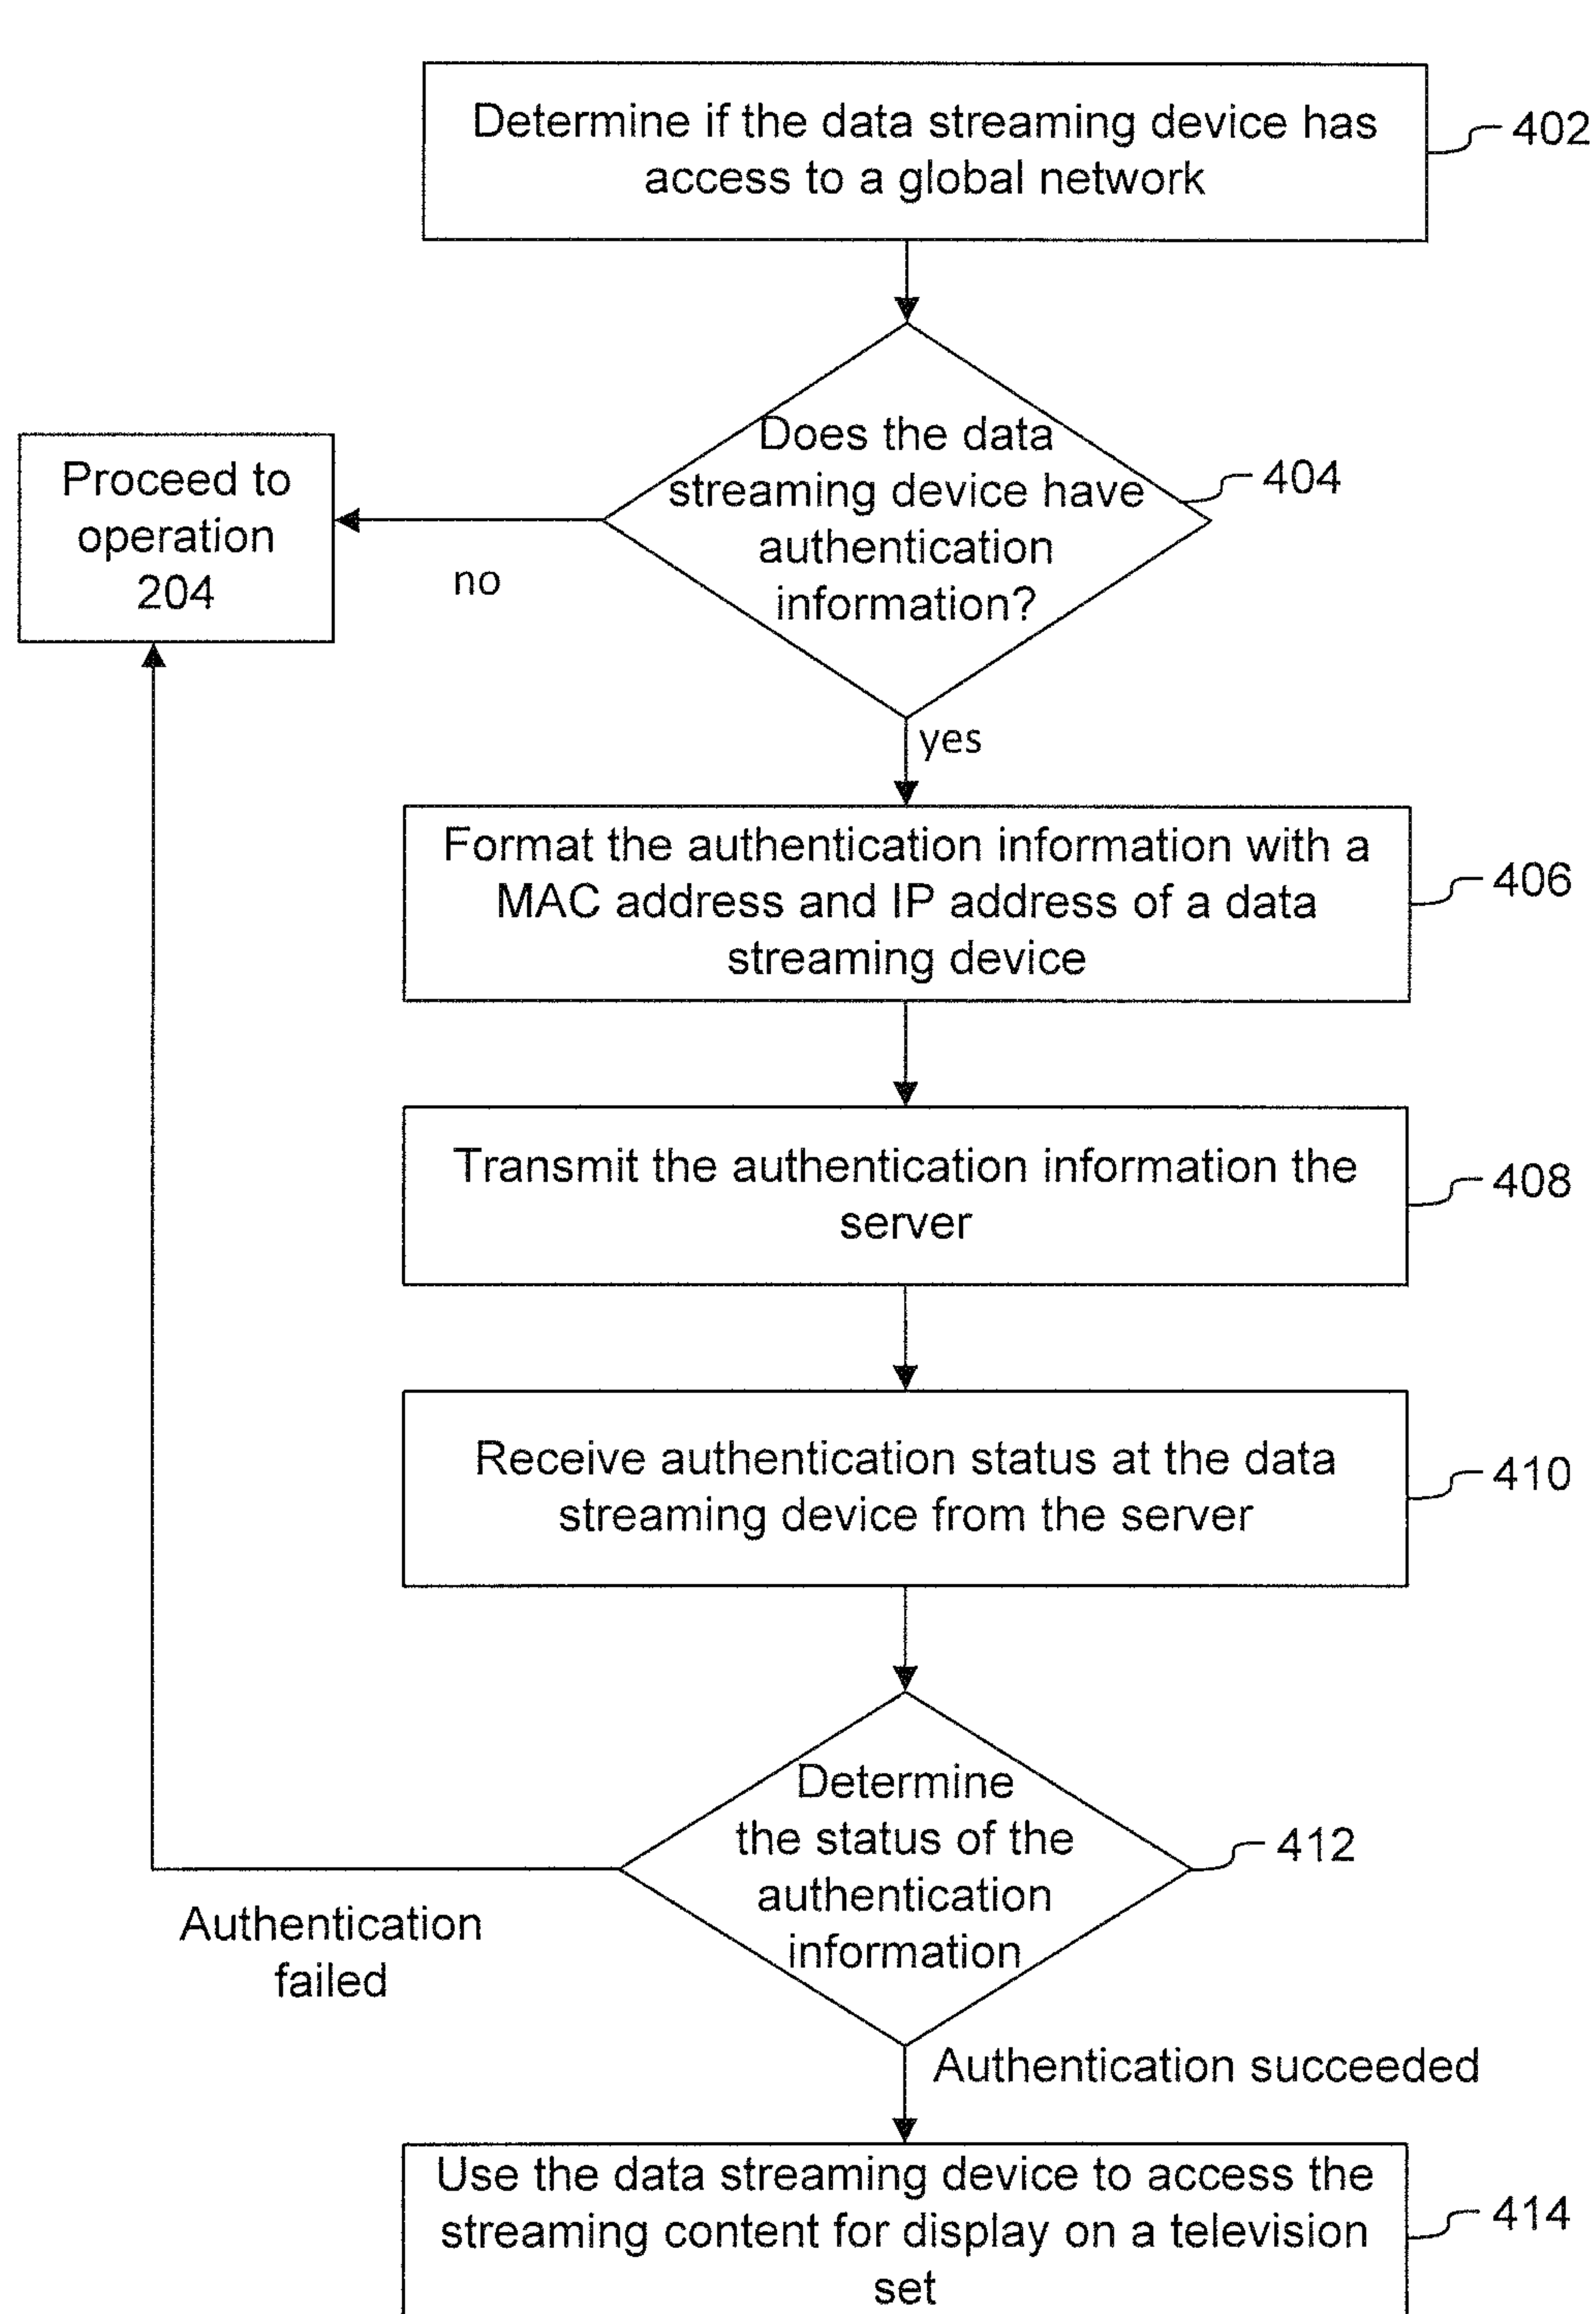 Determine if the data streaming device has
access to a global network
402
Does the data
streaming device have
authentication
information?
404
Proceed to
operation
204
no
yes
Format the authentication information with a
MAC address and IP address of a data
streaming device
406
Transmit the authentication information the
server
408
Receive authentication status at the data
streaming device from the server
410
Determine
the status of the
authentication
information
412
Authentication
failed
Authentication succeeded
Use the data streaming device to access the
streaming content for display on a television
set
414